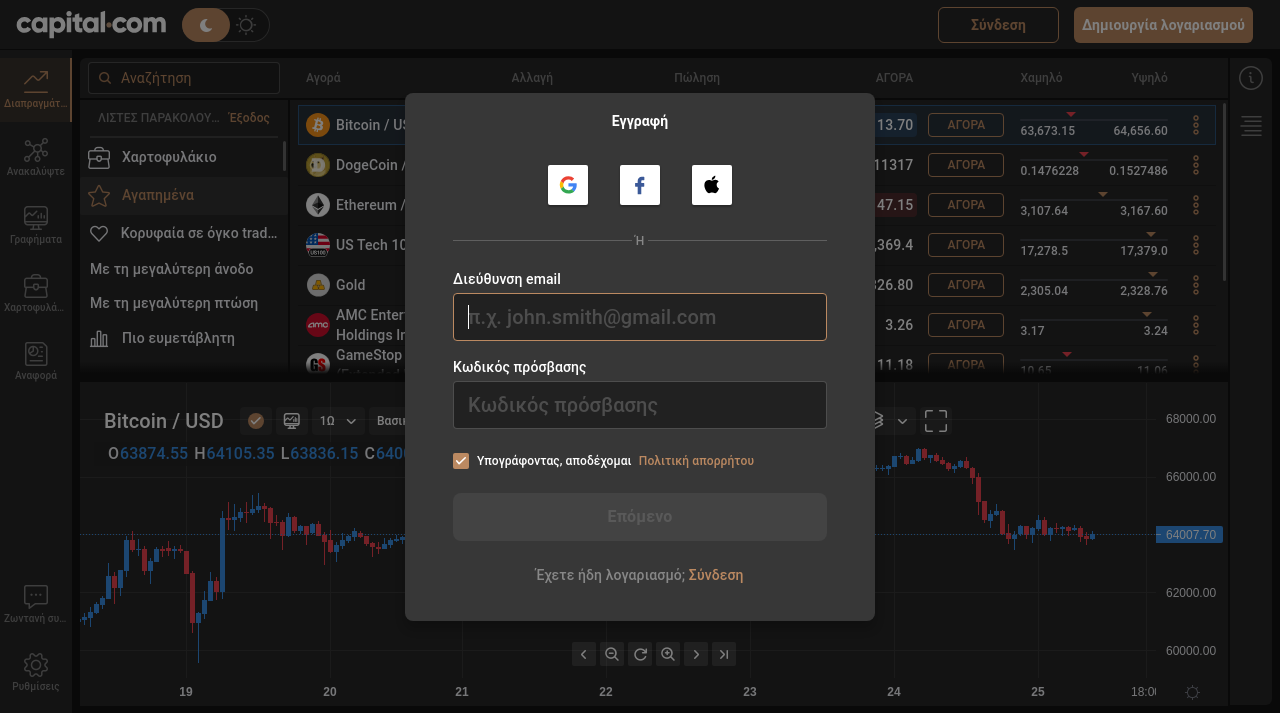 capital.com
Σύνδεση
Δημιουργία λογαριασμού
Διαπραγμάτ...
Ανακαλύψτε
Γραφήματα
Χαρτοφυλά...
Αναφορά
Ζωντανή συ...
Ρυθμίσεις
Αναζήτηση
Αγορά Αλλαγή Πώληση ΑΓΟΡΑ Χαμηλό Υψηλό
ΛΙΣΤΕΣ ΠΑΡΑΚΟΛΟΥ... Έξοδος
Χαρτοφυλάκιο
Αγαπημένα
Κορυφαία σε όγκο trad...
Με τη μεγαλύτερη άνοδο
Με τη μεγαλύτερη πτώση
Πιο ευμετάβλητη
Bitcoin / US 13.70 ΑΓΟΡΑ 63,673.15 64,656.60
DogeCoin / 11317 ΑΓΟΡΑ 0.1476228 0.1527486
Ethereum / 47.15 ΑΓΟΡΑ 3,107.64 3,167.60
US100 US Tech 10 ,369.4 ΑΓΟΡΑ 17,278.5 17,379.0
Gold 26.80 ΑΓΟΡΑ 2,305.04 2,328.76
amc AMC Enter
Holdings In 3.26 ΑΓΟΡΑ 3.17 3.24
GameStop 11.18 ΑΓΟΡΑ 10.65 11.06
Εγγραφή
Ή
Διεύθυνση email
π.χ. john.smith@gmail.com
Κωδικός πρόσβασης
Κωδικός πρόσβασης
Υπογράφοντας, αποδέχομαι Πολιτική απορρήτου
Επόμενο
Έχετε ήδη λογαριασμό; Σύνδεση
Bitcoin / USD 1Ω Βασικ
O63874.55 H64105.35 L63836.15 C640
68000.00
66000.00
64007.70
62000.00
60000.00
19 20 21 22 23 24 25 18:00